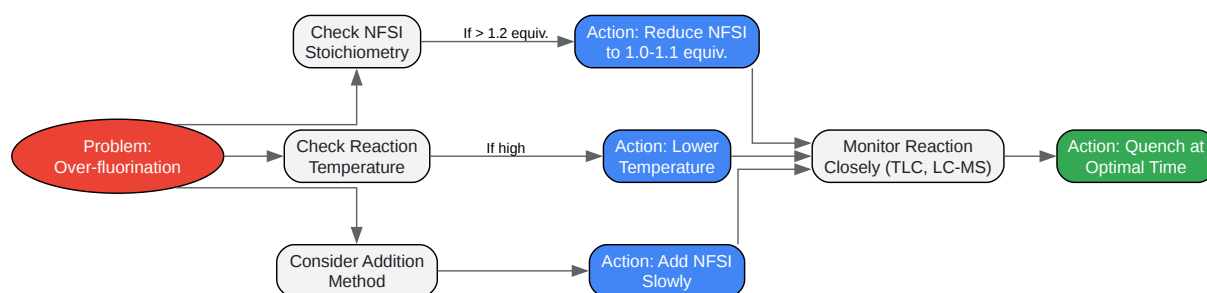 Check NFSI
Stoichiometry
If > 1.2 equiv.
Action: Reduce NFSI
to 1.0-1.1 equiv.
Problem:
Over-fluorination
Check Reaction
Temperature
If high
Action: Lower
Temperature
Monitor Reaction
Closely (TLC, LC-MS)
Action: Quench at
Optimal Time
Consider Addition
Method
Action: Add NFSI
Slowly